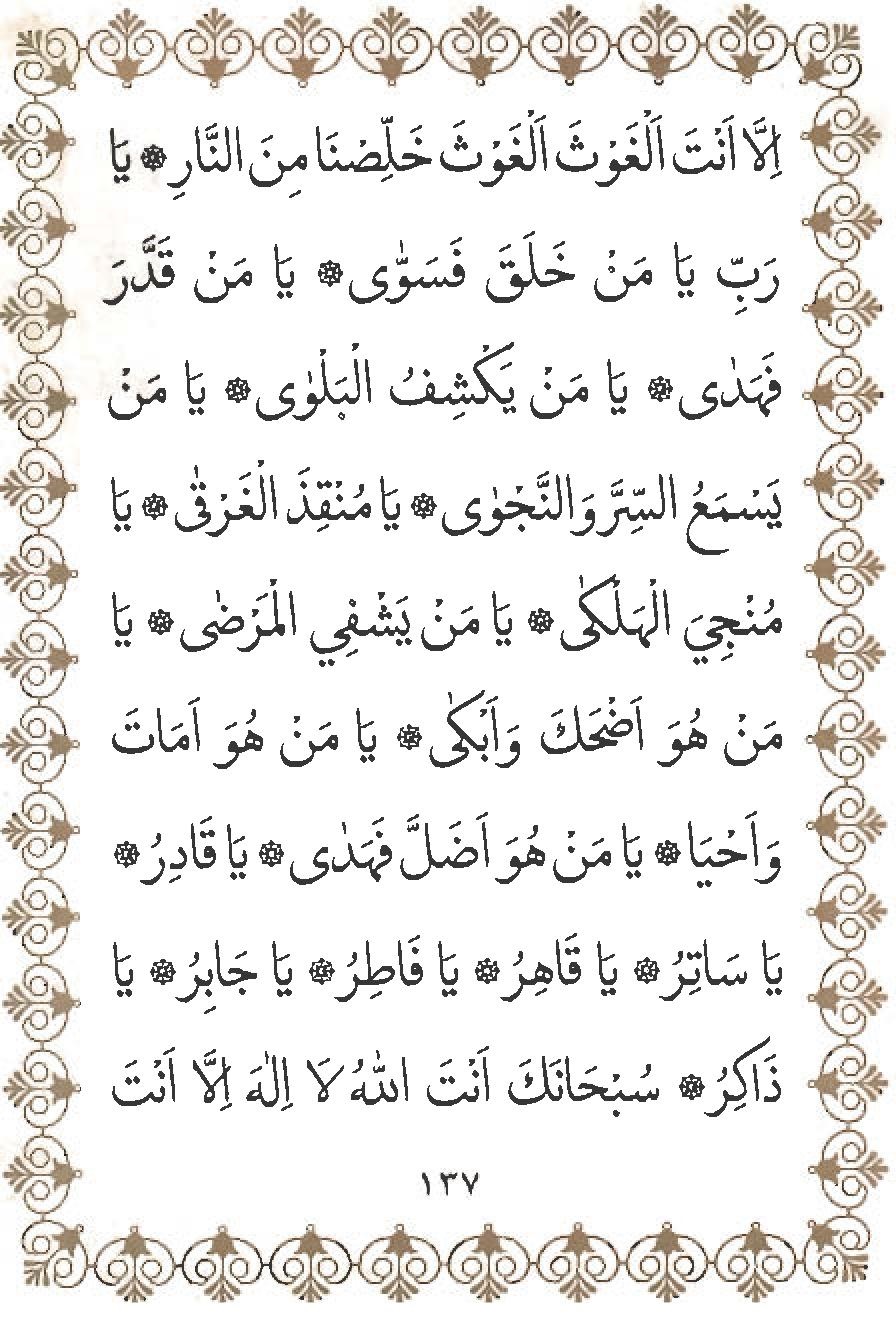 اِلَّا اَنْتَ اَلْغَوْثَ اَلْغَوْثَ خَلِّصْنَا مِنَ النَّارِ ۞ يَا
رَبِّ يَا مَنْ خَلَقَ فَسَوّٰى ۞ يَا مَنْ قَدَّرَ
فَهَدٰى ۞ يَا مَنْ يَكْشِفُ الْبَلْوٰى ۞ يَا مَنْ
يَسْمَعُ السِّرَّ وَالنَّجْوٰى ۞ يَا مُنْقِذَ الْغَرْقٰى ۞ يَا
مُنْجِيَ الْهَلْكٰى ۞ يَا مَنْ يَشْفِي الْمَرْضٰى ۞ يَا
مَنْ هُوَ اَضْحَكَ وَاَبْكٰى ۞ يَا مَنْ هُوَ اَمَاتَ
وَاَحْيَا ۞ يَا مَنْ هُوَ اَضَلَّ فَهَدٰى ۞ يَا قَادِرُ ۞
يَا سَاتِرُ ۞ يَا قَاهِرُ ۞ يَا فَاطِرُ ۞ يَا جَابِرُ ۞ يَا
ذَاكِرُ ۞ سُبْحَانَكَ اَنْتَ اللّٰهُ لَا اِلٰهَ اِلَّا اَنْتَ
١٣٧